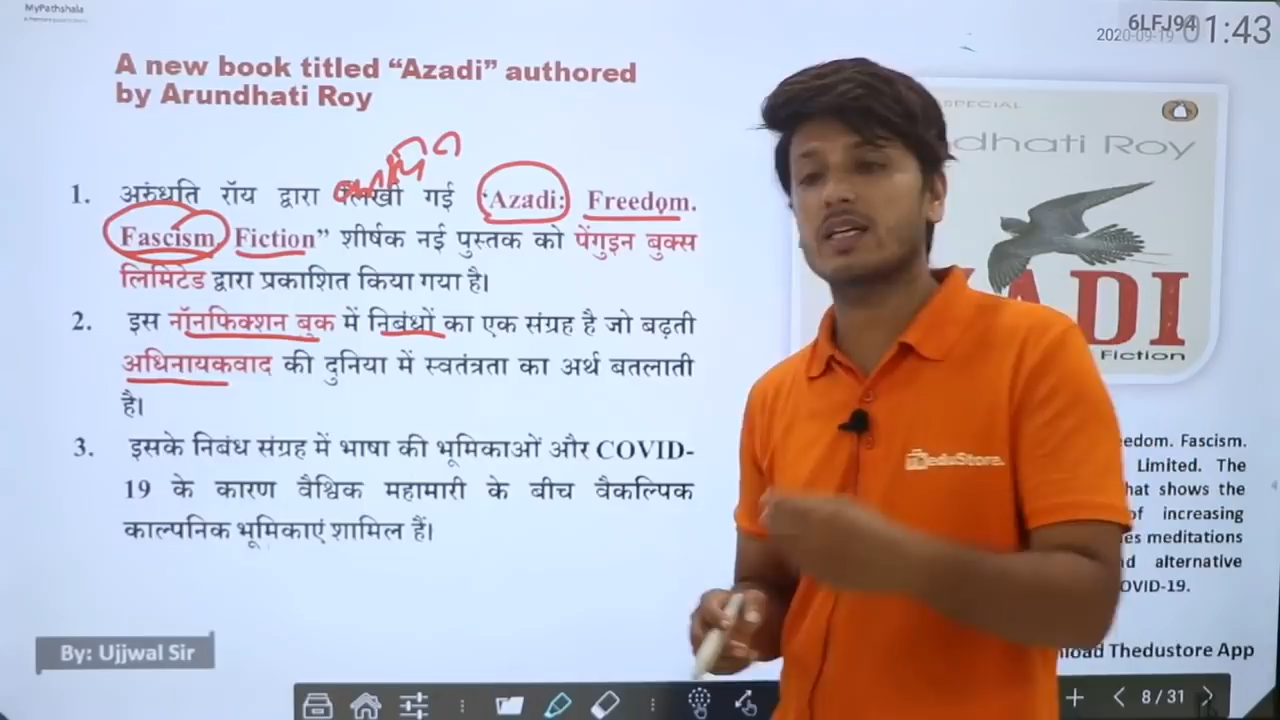 MyPathshala
6LFJ94
2020-09-19 01:43
A new book titled “Azadi” authored
by Arundhati Roy
1. अरुंधति रॉय द्वारा लिखी गई ‘Azadi: Freedom.
Fascism. Fiction” शीर्षक नई पुस्तक को पेंगुइन बुक्स
लिमिटेड द्वारा प्रकाशित किया गया है।
2. इस नॉनफिक्शन बुक में निबंधों का एक संग्रह है जो बढ़ती
अधिनायकवाद की दुनिया में स्वतंत्रता का अर्थ बतलाती
है।
3. इसके निबंध संग्रह में भाषा की भूमिकाओं और COVID-
19 के कारण वैश्विक महामारी के बीच वैकल्पिक
काल्पनिक भूमिकाएं शामिल हैं।
SPECIAL
dhati Roy
ADI
Fiction
edom. Fascism.
Limited. The
hat shows the
of increasing
es meditations
nd alternative
OVID-19.
eduStore.
By: Ujjwal Sir
load Thedustore App
8 / 31